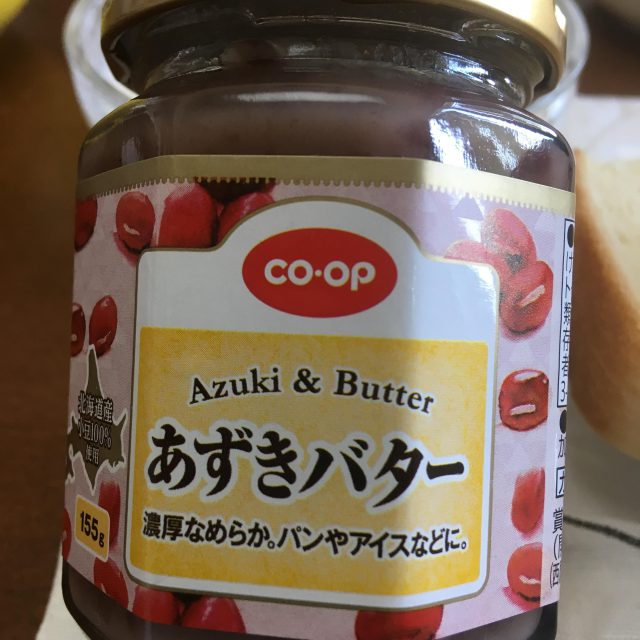 CO·OP
Azuki & Butter
あずきバター
濃厚なめらか。パンやアイスなどに。
北海道産
小豆100%
使用
155g